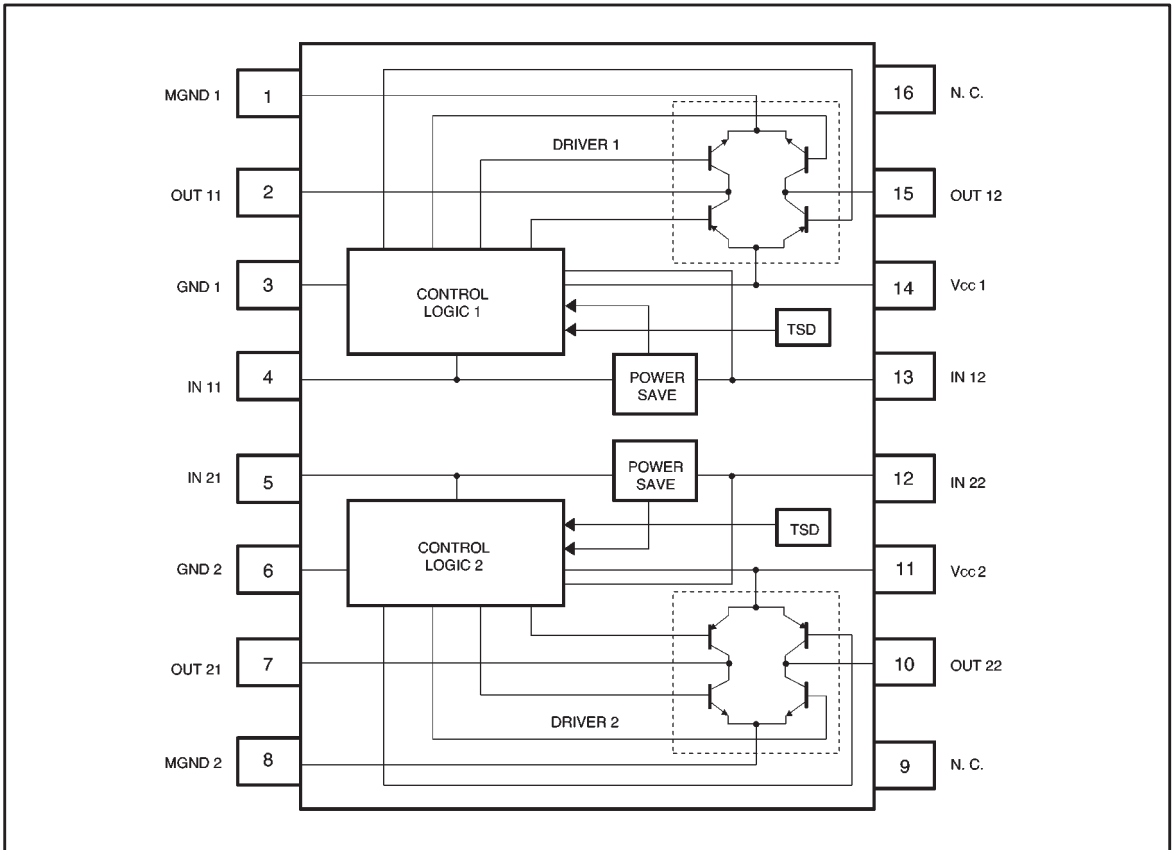 MGND 1
1
16
N. C.
DRIVER 1
OUT 11
2
15
OUT 12
GND 1
3
CONTROL
LOGIC 1
14
Vcc 1
TSD
IN 11
4
POWER
SAVE
13
IN 12
IN 21
5
POWER
SAVE
12
IN 22
TSD
GND 2
6
CONTROL
LOGIC 2
11
Vcc 2
OUT 21
7
10
OUT 22
DRIVER 2
MGND 2
8
9
N. C.